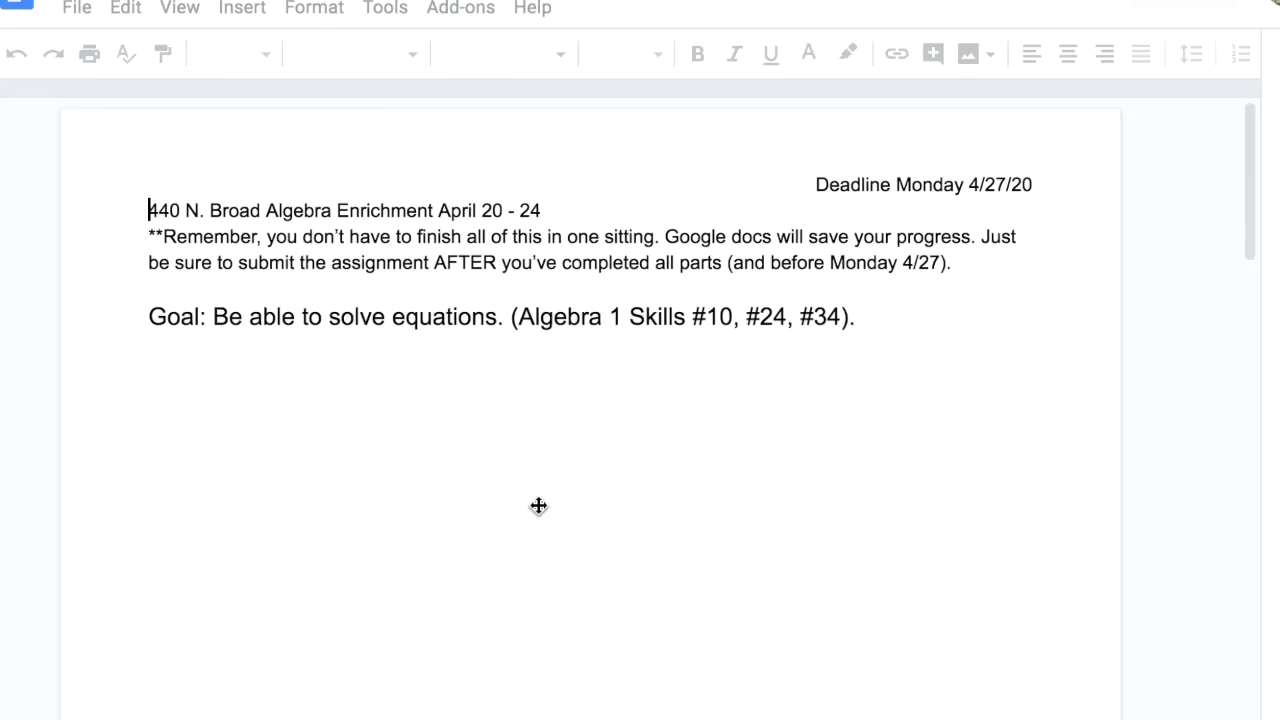 File Edit View Insert Format Tools Add-ons Help
B I U A
Deadline Monday 4/27/20
440 N. Broad Algebra Enrichment April 20 - 24
**Remember, you don’t have to finish all of this in one sitting. Google docs will save your progress. Just
be sure to submit the assignment AFTER you’ve completed all parts (and before Monday 4/27).
Goal: Be able to solve equations. (Algebra 1 Skills #10, #24, #34).